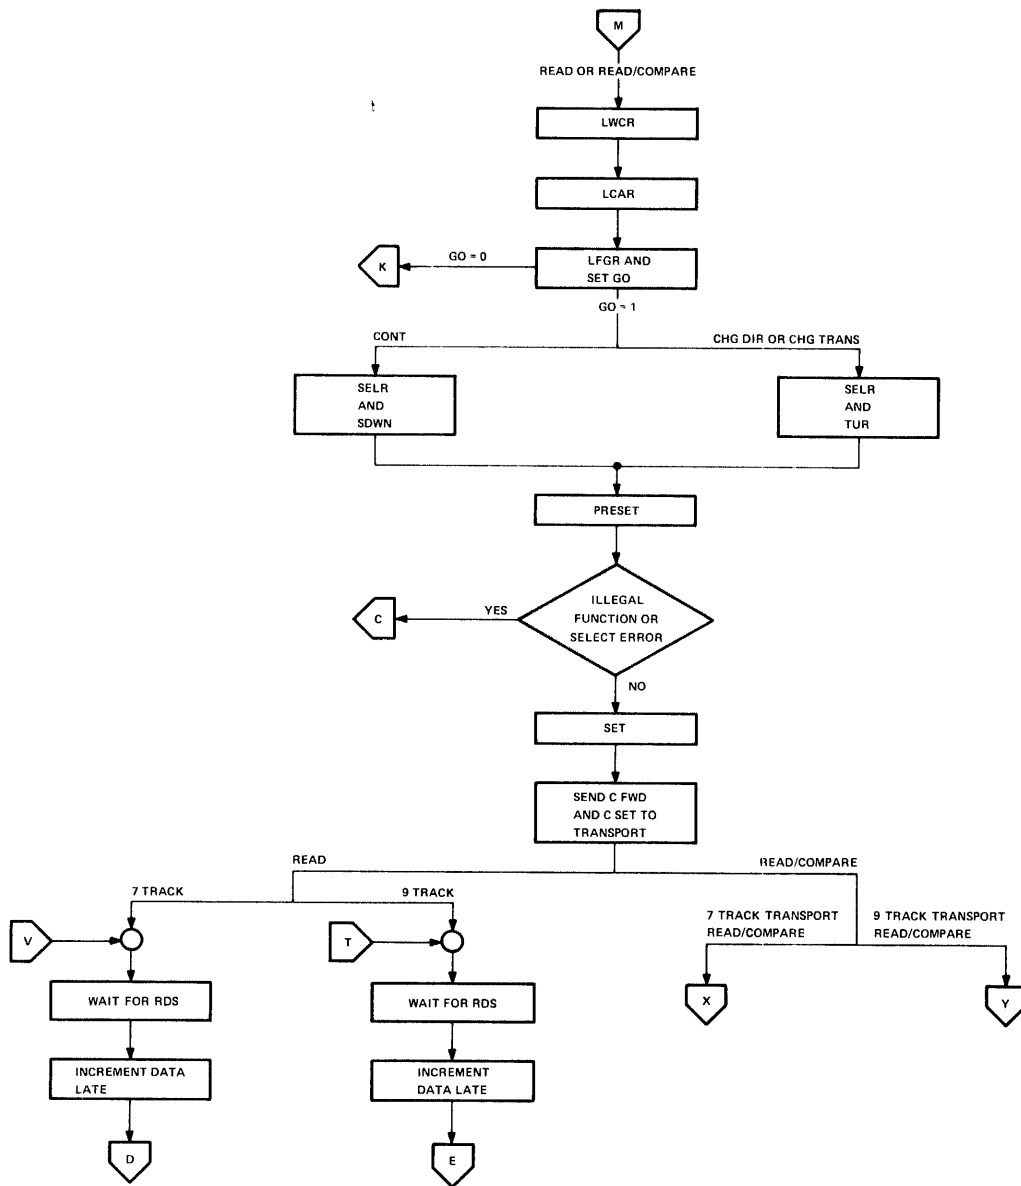 M
READ OR READ/COMPARE
LWCR
LCAR
K
GO = 0
LFGR AND
SET GO
GO = 1
CONT
CHG DIR OR CHG TRANS
SELR
AND
SDWN
SELR
AND
TUR
PRESET
C
YES
ILLEGAL
FUNCTION OR
SELECT ERROR
NO
SET
SEND C FWD
AND C SET TO
TRANSPORT
READ
READ/COMPARE
7 TRACK
9 TRACK
7 TRACK TRANSPORT
READ/COMPARE
9 TRACK TRANSPORT
READ/COMPARE
V
T
X
Y
WAIT FOR RDS
WAIT FOR RDS
INCREMENT DATA
LATE
INCREMENT
DATA LATE
D
E